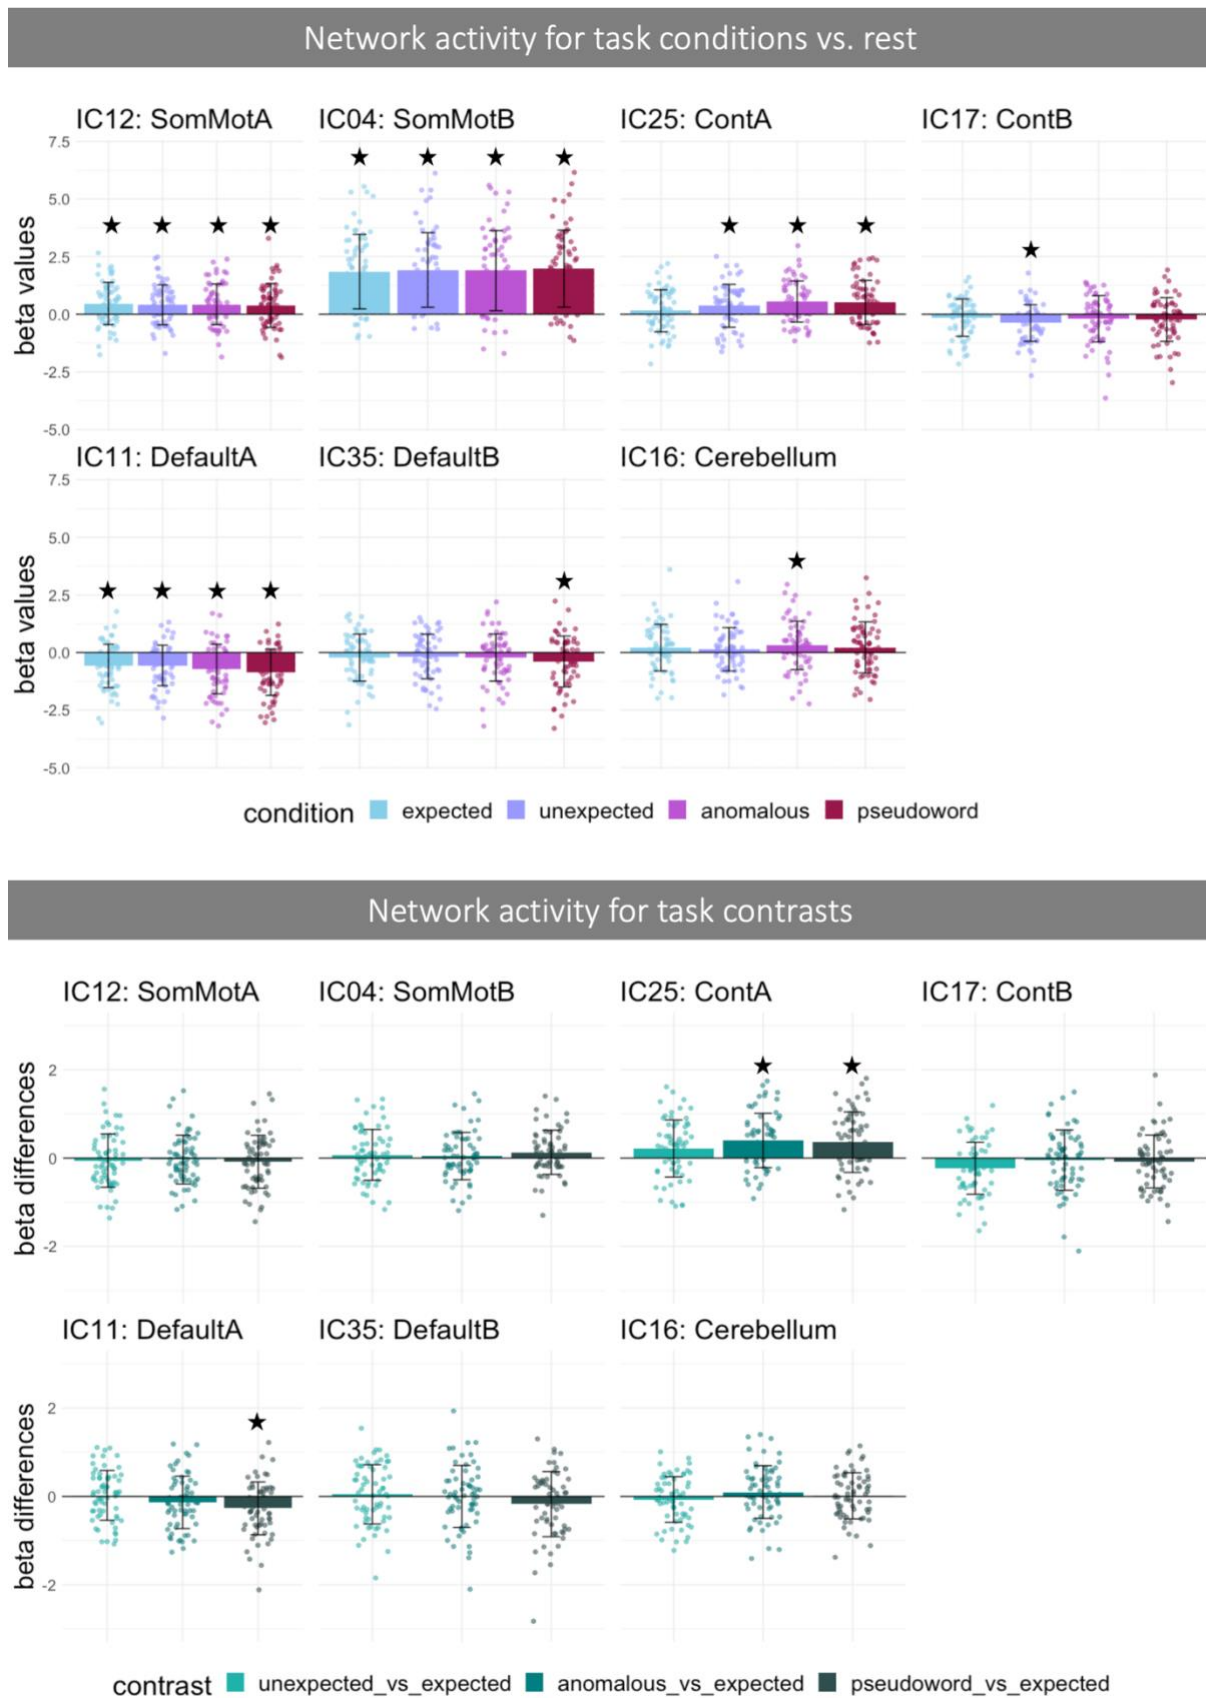 Network activity for task conditions vs. rest
IC12: SomMotA IC04: SomMotB IC25: ContA IC17: ContB
7.5
5.0
2.5
0.0
-2.5
-5.0
beta values
IC11: DefaultA IC35: DefaultB IC16: Cerebellum
7.5
5.0
2.5
0.0
-2.5
-5.0
beta values
condition expected unexpected anomalous pseudoword
Network activity for task contrasts
IC12: SomMotA IC04: SomMotB IC25: ContA IC17: ContB
2
0
-2
beta differences
IC11: DefaultA IC35: DefaultB IC16: Cerebellum
2
0
-2
beta differences
contrast unexpected_vs_expected anomalous_vs_expected pseudoword_vs_expected